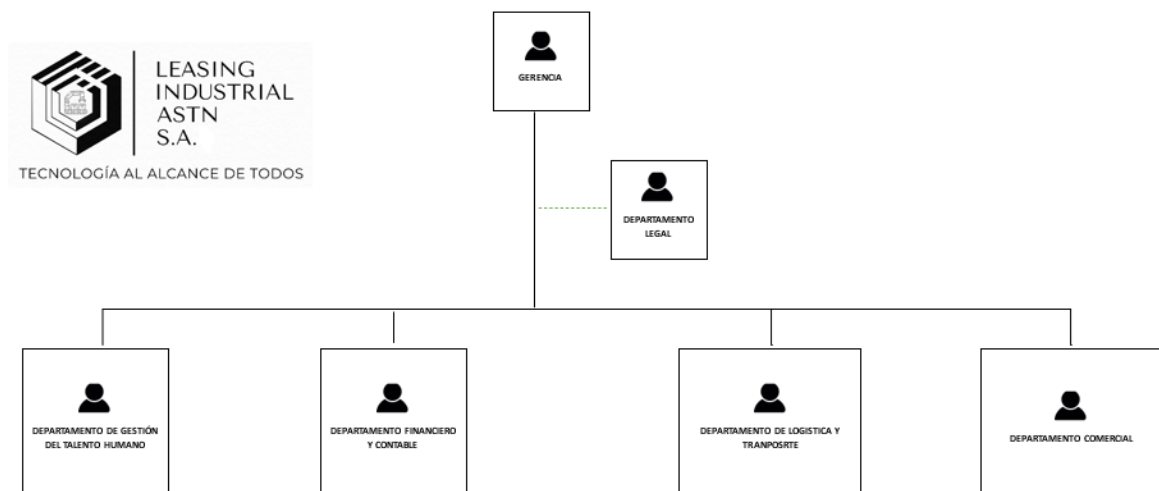 LEASING
INDUSTRIAL
ASTN
S.A.
TECNOLOGÍA AL ALCANCE DE TODOS
GERENCIA
DEPARTAMENTO
LEGAL
DEPARTAMENTO DE GESTIÓN
DEL TALENTO HUMANO
DEPARTAMENTO FINANCIERO
Y CONTABLE
DEPARTAMENTO DE LOGISTICA Y
TRANPOSRTE
DEPARTAMENTO COMERCIAL